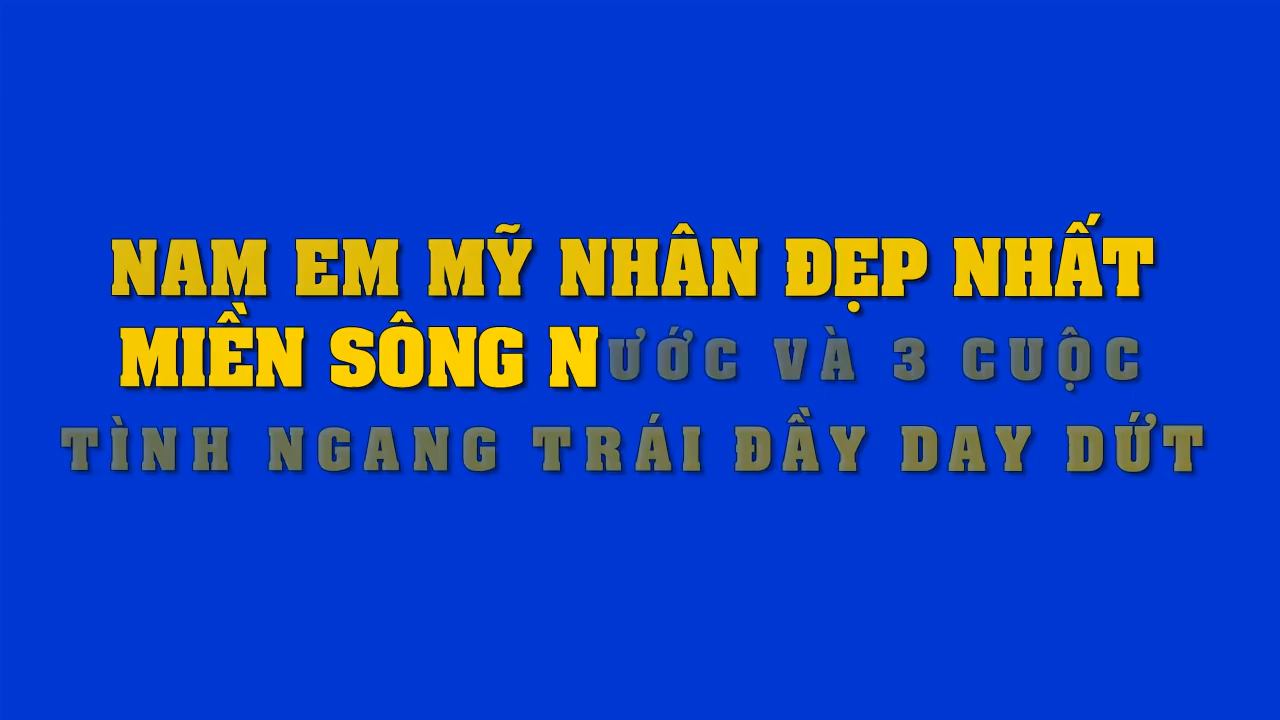 NAM EM MỸ NHÂN ĐẸP NHẤT
MIỀN SÔNG NƯỚC VÀ 3 CUỘC
TÌNH NGANG TRÁI ĐẦY DAY DỨT